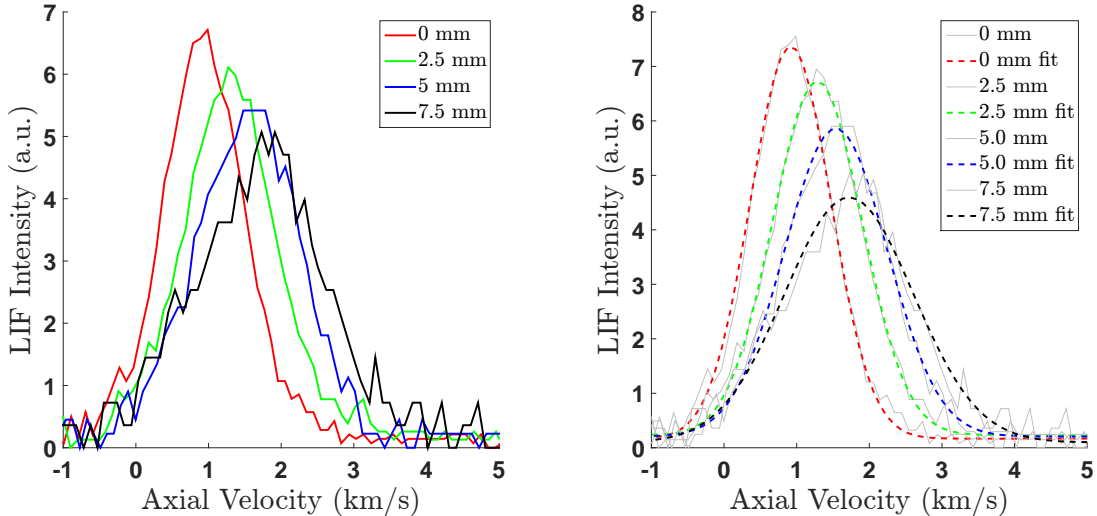 7
6
5
4
3
2
1
0
LIF Intensity (a.u.)
-1 0 1 2 3 4 5
Axial Velocity (km/s)
0 mm
2.5 mm
5 mm
7.5 mm
8
7
6
5
4
3
2
1
0
LIF Intensity (a.u.)
-1 0 1 2 3 4 5
Axial Velocity (km/s)
0 mm
0 mm fit
2.5 mm
2.5 mm fit
5.0 mm
5.0 mm fit
7.5 mm
7.5 mm fit